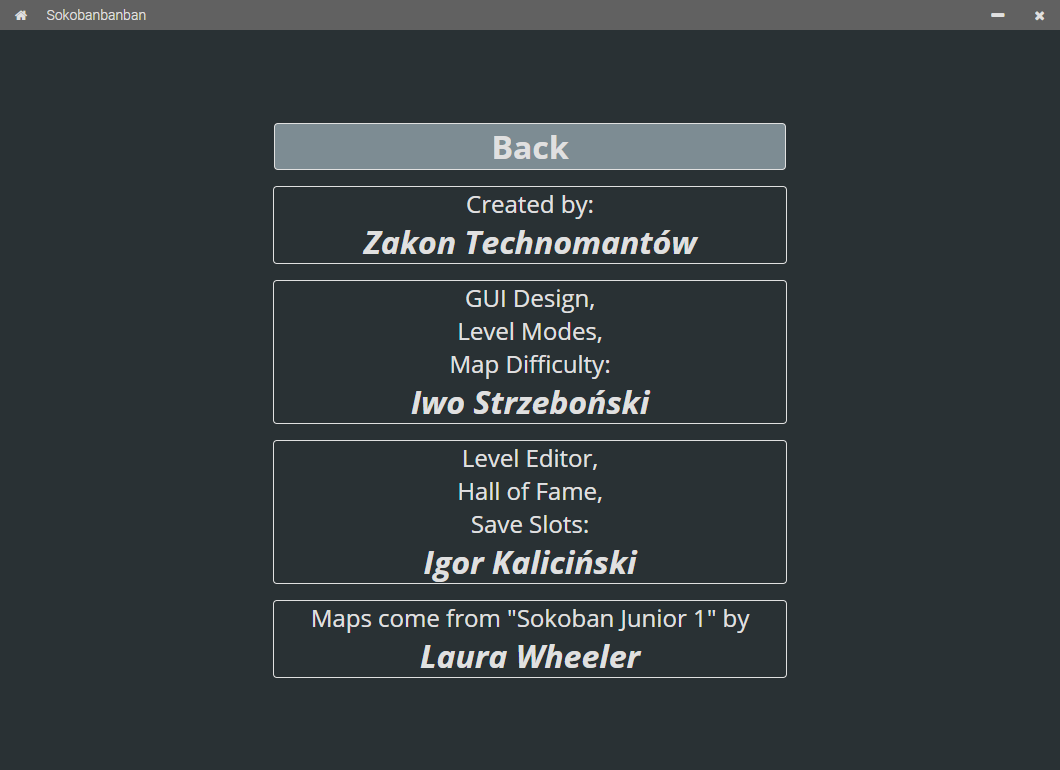 Sokobanbanban
Back
Created by:
Zakon Technomantów
GUI Design,
Level Modes,
Map Difficulty:
Iwo Strzeboński
Level Editor,
Hall of Fame,
Save Slots:
Igor Kaliciński
Maps come from "Sokoban Junior 1" by
Laura Wheeler